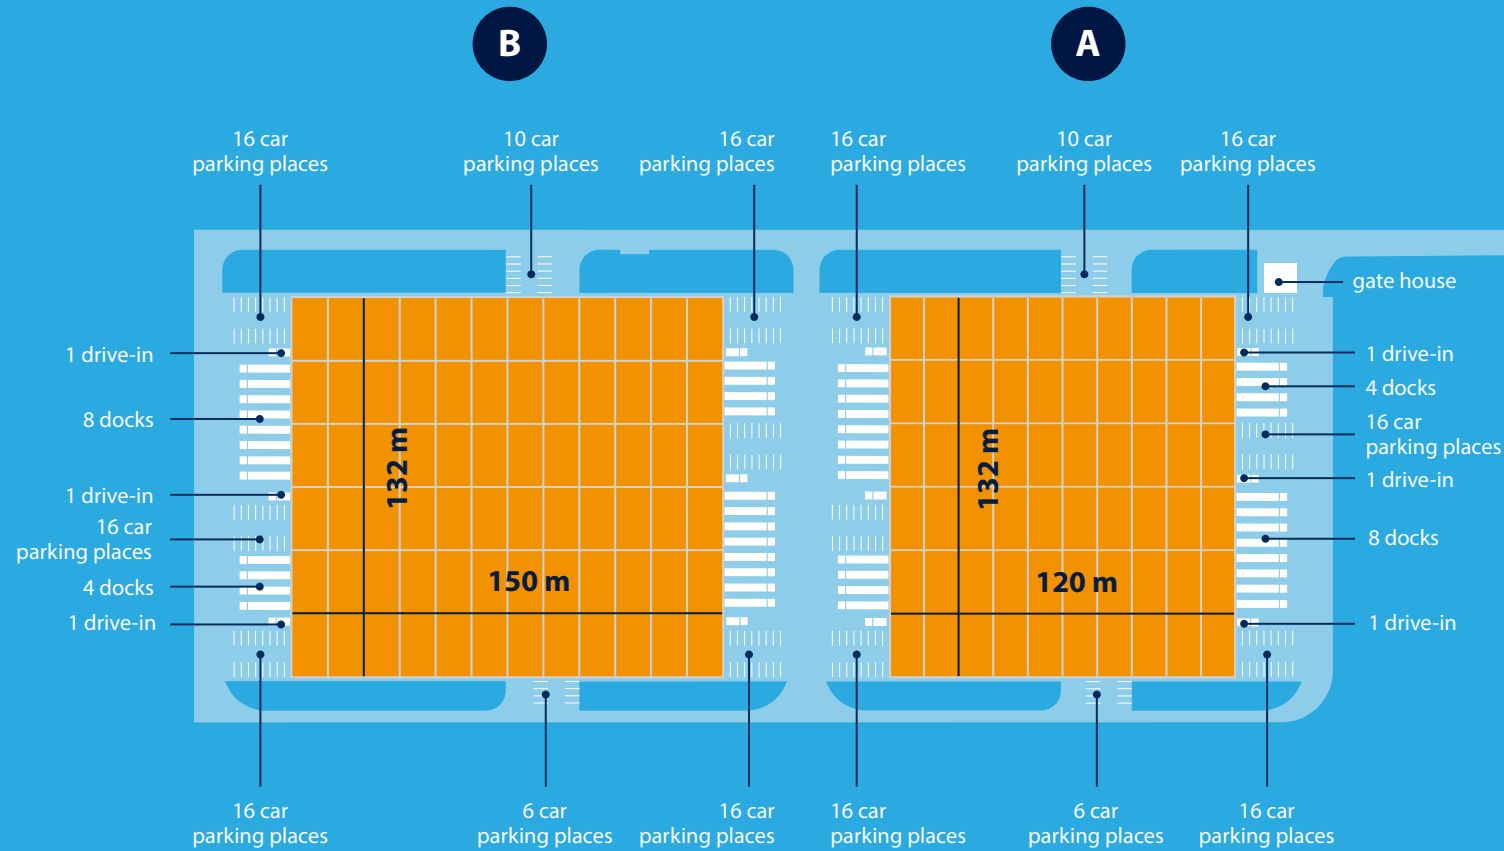 B
A
16 car
parking places
10 car
parking places
16 car
parking places
16 car
parking places
10 car
parking places
16 car
parking places
gate house
1 drive-in
8 docks
1 drive-in
16 car
parking places
4 docks
1 drive-in
132 m
150 m
132 m
120 m
1 drive-in
4 docks
16 car
parking places
1 drive-in
8 docks
1 drive-in
16 car
parking places
6 car
parking places
16 car
parking places
16 car
parking places
6 car
parking places
16 car
parking places